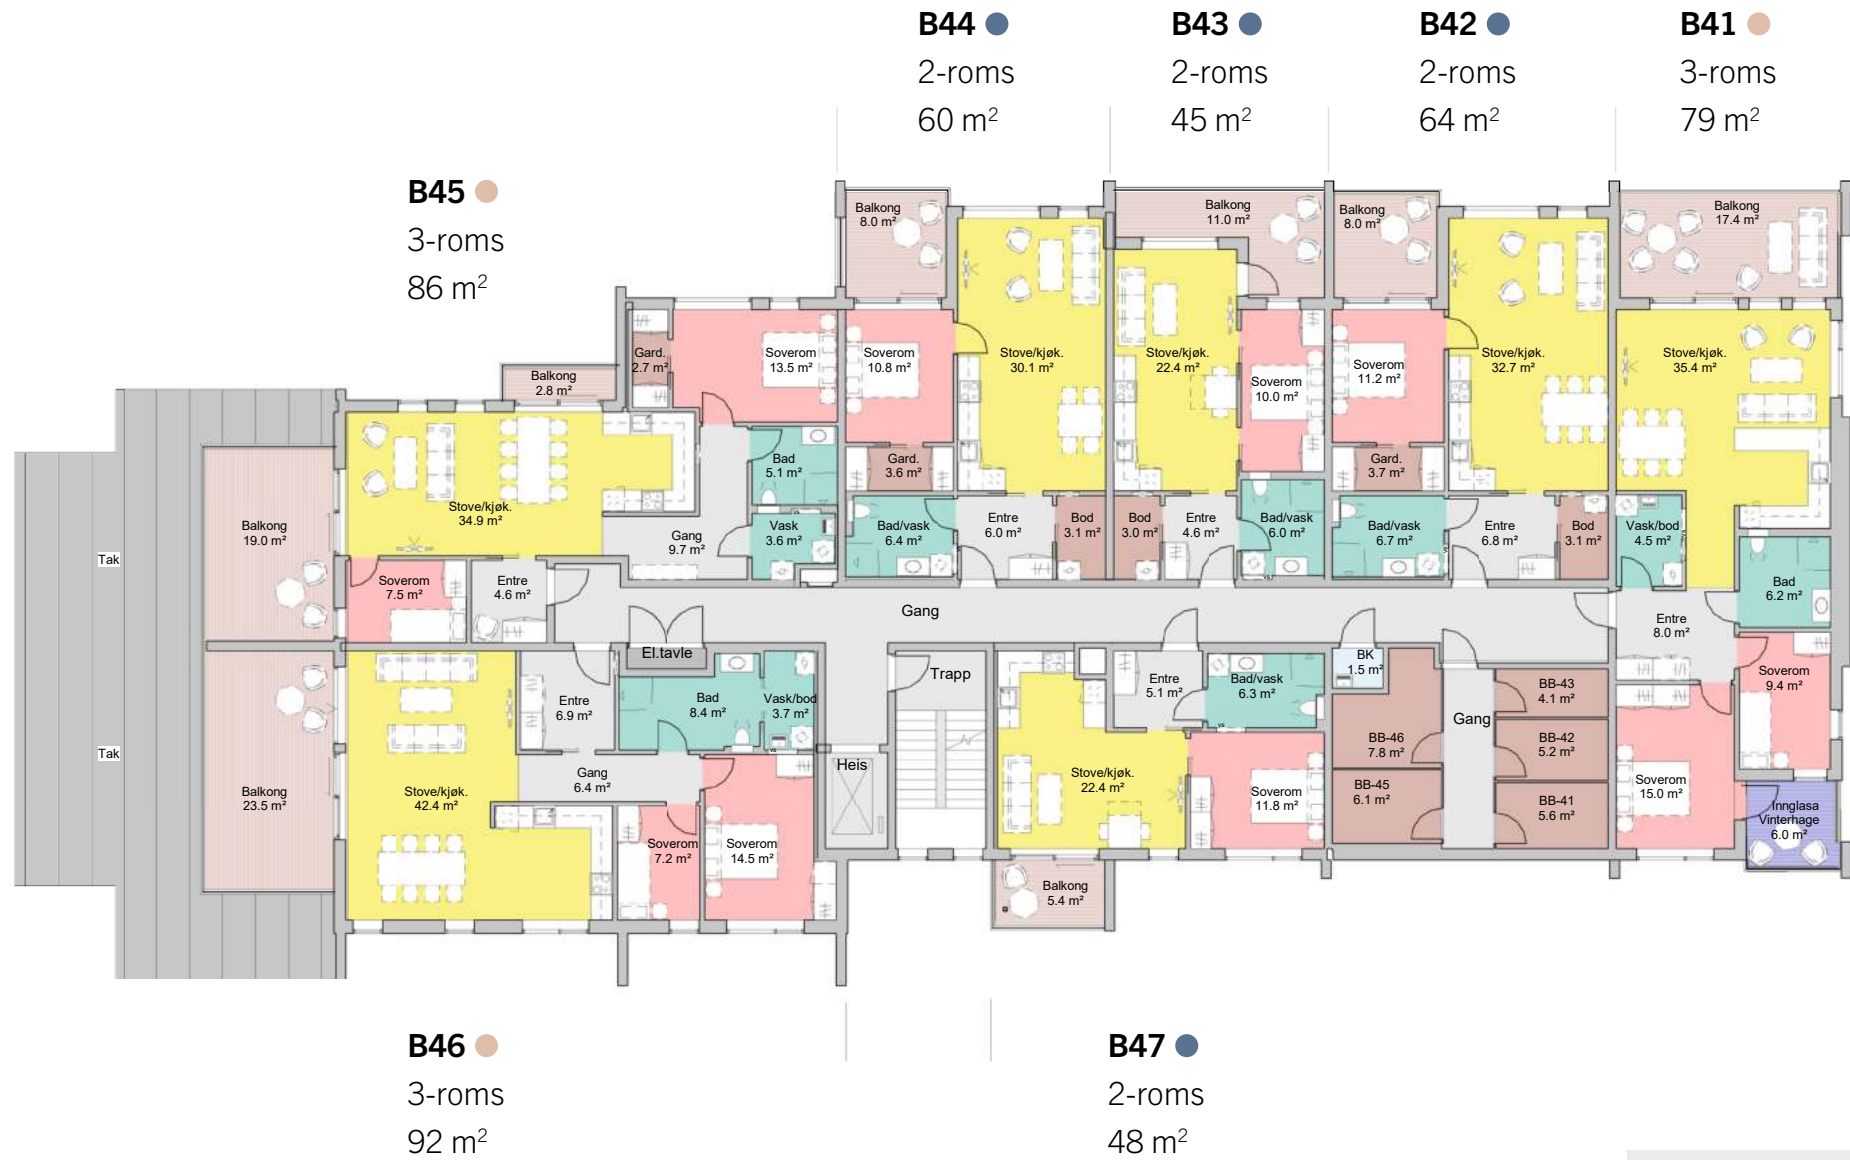 B44
2-roms
60 m²
B43
2-roms
45 m²
B42
2-roms
64 m²
B41
3-roms
79 m²
B45
3-roms
86 m²
Balkong
8.0 m²
Balkong
11.0 m²
Balkong
8.0 m²
Balkong
17.4 m²
Gard.
2.7 m²
Soverom
13.5 m²
Soverom
10.8 m²
Stove/kjøk.
30.1 m²
Stove/kjøk.
22.4 m²
Soverom
10.0 m²
Soverom
11.2 m²
Stove/kjøk.
32.7 m²
Stove/kjøk.
35.4 m²
Balkong
2.8 m²
Bad
5.1 m²
Gard.
3.6 m²
Gard.
3.7 m²
Stove/kjøk.
34.9 m²
Balkong
19.0 m²
Gang
9.7 m²
Vask
3.6 m²
Bad/vask
6.4 m²
Entre
6.0 m²
Bod
3.1 m²
Bod
3.0 m²
Entre
4.6 m²
Bad/vask
6.0 m²
Bad/vask
6.7 m²
Entre
6.8 m²
Bod
3.1 m²
Vask/bod
4.5 m²
Bad
6.2 m²
Tak
Soverom
7.5 m²
Entre
4.6 m²
Gang
Entre
8.0 m²
El.tavle
Trapp
BK
1.5 m²
Soverom
9.4 m²
Entre
6.9 m²
Bad
8.4 m²
Vask/bod
3.7 m²
Entre
5.1 m²
Bad/vask
6.3 m²
BB-43
4.1 m²
Gang
BB-46
7.8 m²
BB-42
5.2 m²
Tak
Balkong
23.5 m²
Stove/kjøk.
42.4 m²
Gang
6.4 m²
Heis
Stove/kjøk.
22.4 m²
Soverom
11.8 m²
BB-45
6.1 m²
BB-41
5.6 m²
Soverom
15.0 m²
Innglasa
Vinterhage
6.0 m²
Soverom
7.2 m²
Soverom
14.5 m²
Balkong
5.4 m²
B46
3-roms
92 m²
B47
2-roms
48 m²